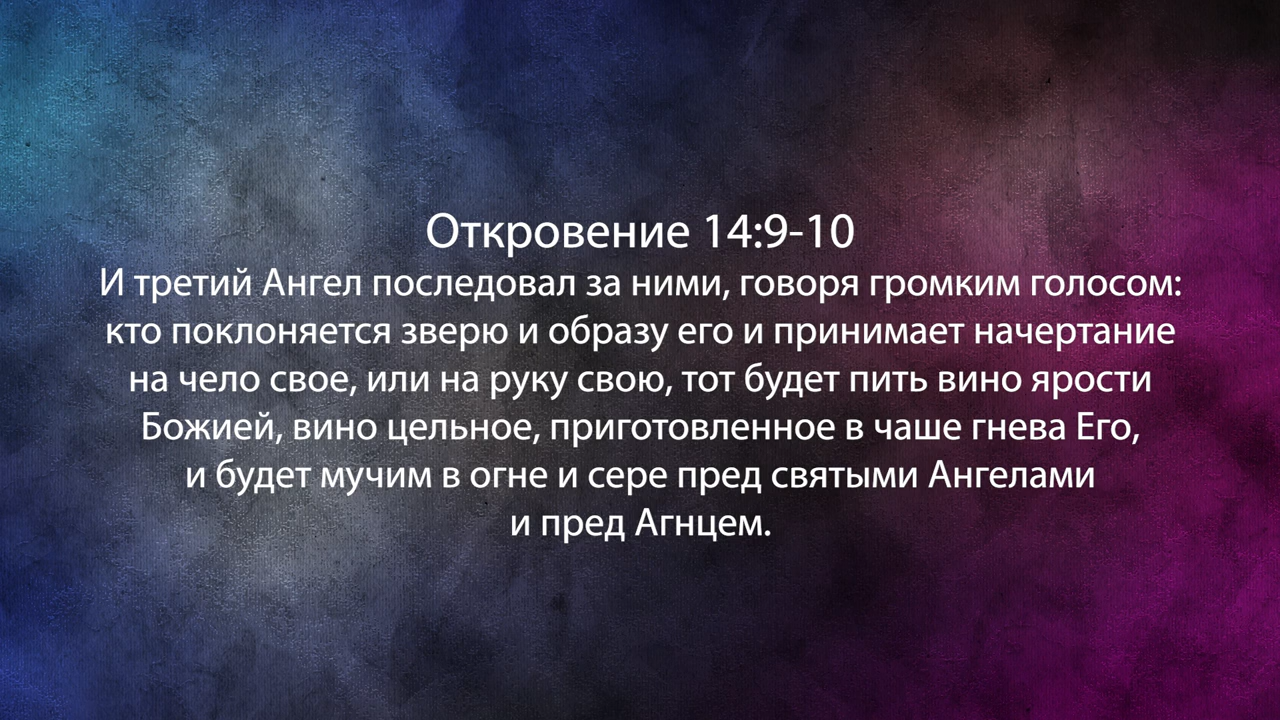 Откровение 14:9-10
И третий Ангел последовал за ними, говоря громким голосом:
кто поклоняется зверю и образу его и принимает начертание
на чело свое, или на руку свою, тот будет пить вино ярости
Божией, вино цельное, приготовленное в чаше гнева Его,
и будет мучим в огне и сере пред святыми Ангелами
и пред Агнцем.